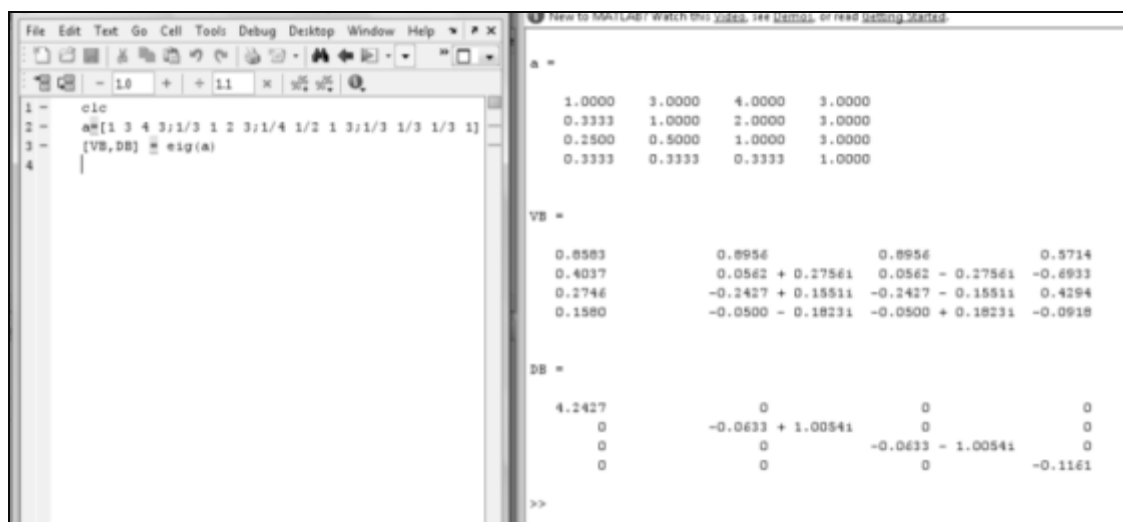 File Edit Text Go Cell Tools Debug Desktop Window Help
- 1.0 + ÷ 1.1 ×
1 - clc
2 - a=[1 3 4 3;1/3 1 2 3;1/4 1/2 1 3;1/3 1/3 1/3 1]
3 - [VB,DB] = eig(a)
4
New to MATLAB? Watch this Video, see Demos, or read Getting Started.
a =
1.0000 3.0000 4.0000 3.0000
0.3333 1.0000 2.0000 3.0000
0.2500 0.5000 1.0000 3.0000
0.3333 0.3333 0.3333 1.0000
VB =
0.8583 0.8956 0.8956 0.5714
0.4037 0.0562 + 0.2756i 0.0562 - 0.2756i -0.6933
0.2746 -0.2427 + 0.1551i -0.2427 - 0.1551i 0.4294
0.1580 -0.0500 - 0.1823i -0.0500 + 0.1823i -0.0918
DB =
4.2427 0 0 0
0 -0.0633 + 1.0054i 0 0
0 0 -0.0633 - 1.0054i 0
0 0 0 -0.1161
>>